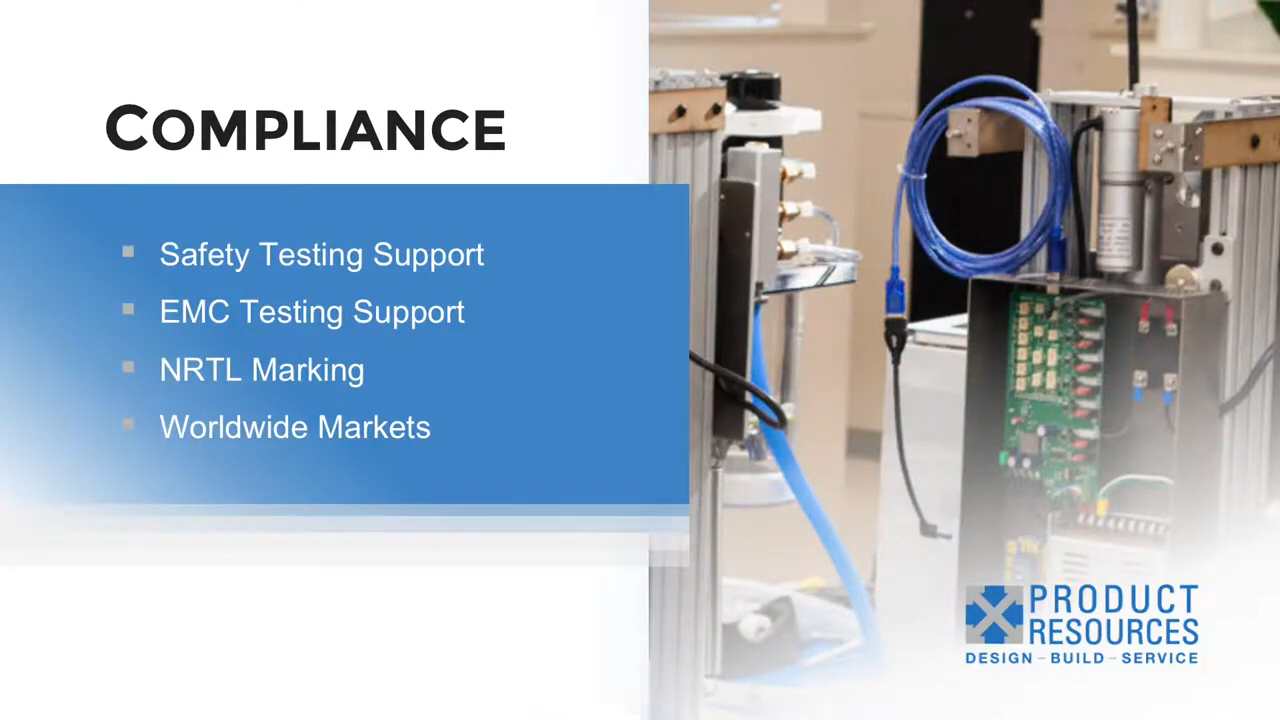 COMPLIANCE
Safety Testing Support
EMC Testing Support
NRTL Marking
Worldwide Markets
PRODUCT
RESOURCES
DESIGN – BUILD – SERVICE